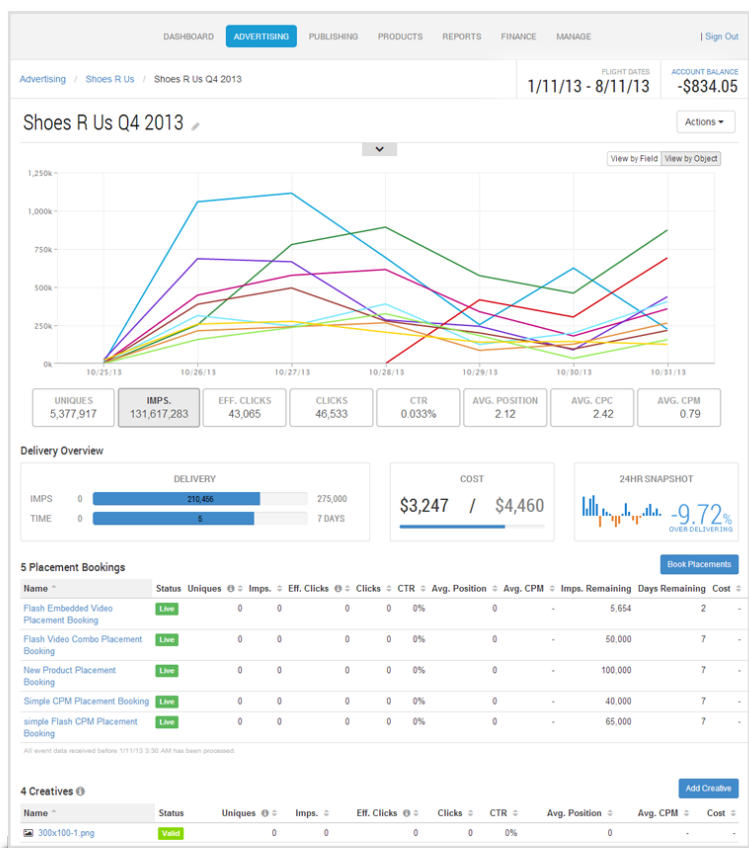 DASHBOARD ADVERTISING PUBLISHING PRODUCTS REPORTS FINANCE MANAGE | Sign Out
Advertising / Shoes R Us / Shoes R Us Q4 2013
FLIGHT DATES
1/11/13 - 8/11/13
ACCOUNT BALANCE
-$834.05
Shoes R Us Q4 2013
Actions
View by Field View by Object
1,250k
1,000k
750k
500k
250k
0k
10/25/13 10/26/13 10/27/13 10/28/13 10/29/13 10/30/13 10/31/13
UNIQUES IMPS. EFF. CLICKS CLICKS CTR AVG. POSITION AVG. CPC AVG. CPM
5,377,917 131,617,283 43,065 46,533 0.033% 2.12 2.42 0.79
Delivery Overview
DELIVERY
IMPS 0 210,456 275,000
TIME 0 5 7 DAYS
COST
$3,247 / $4,460
24HR SNAPSHOT
-9.72%
OVER DELIVERING
5 Placement Bookings
Book Placements
Name Status Uniques Imps. Eff. Clicks Clicks CTR Avg. Position Avg. CPM Imps. Remaining Days Remaining Cost
Flash Embedded Video Live 0 0 0 0 0% 0 - 5,654 2 -
Placement Booking
Flash Video Combo Placement Live 0 0 0 0 0% 0 - 50,000 7 -
Booking
New Product Placement Live 0 0 0 0 0% 0 - 100,000 7 -
Booking
Simple CPM Placement Booking Live 0 0 0 0 0% 0 - 40,000 7 -
simple Flash CPM Placement Live 0 0 0 0 0% 0 - 65,000 7 -
Booking
All event data received before 1/11/13 3:30 AM has been processed.
4 Creatives
Add Creative
Name Status Uniques Imps. Eff. Clicks Clicks CTR Avg. Position Avg. CPM Cost
300x100-1.png Valid 0 0 0 0 0% 0 - -